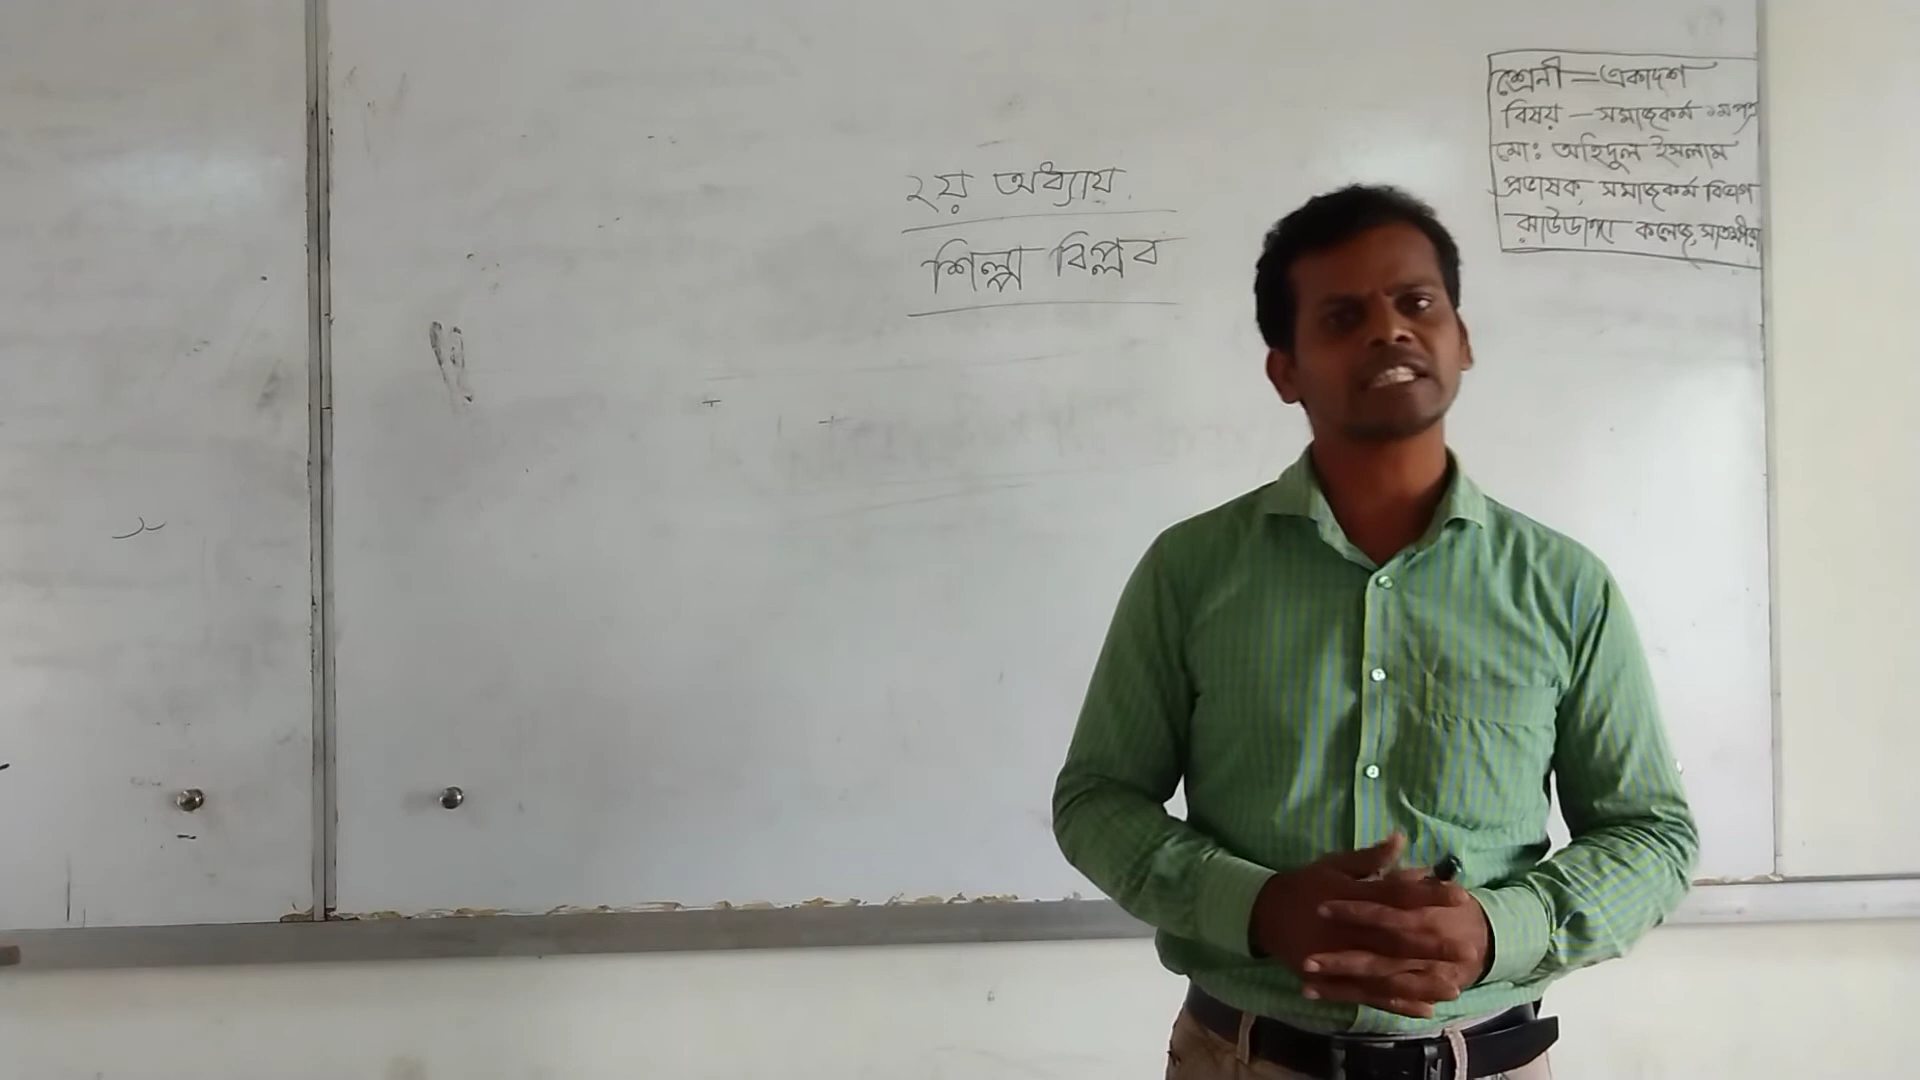 ২য় অধ্যায়
শিল্প বিপ্লব
শ্রেনী – একাদশ
বিষয় – সমাজকর্ম ১মপত্র
মোঃ অহিদুল ইসলাম
প্রভাষক, সমাজকর্ম বিভাগ
ঝাউডাঙ্গা কলেজ, সাতক্ষীরা